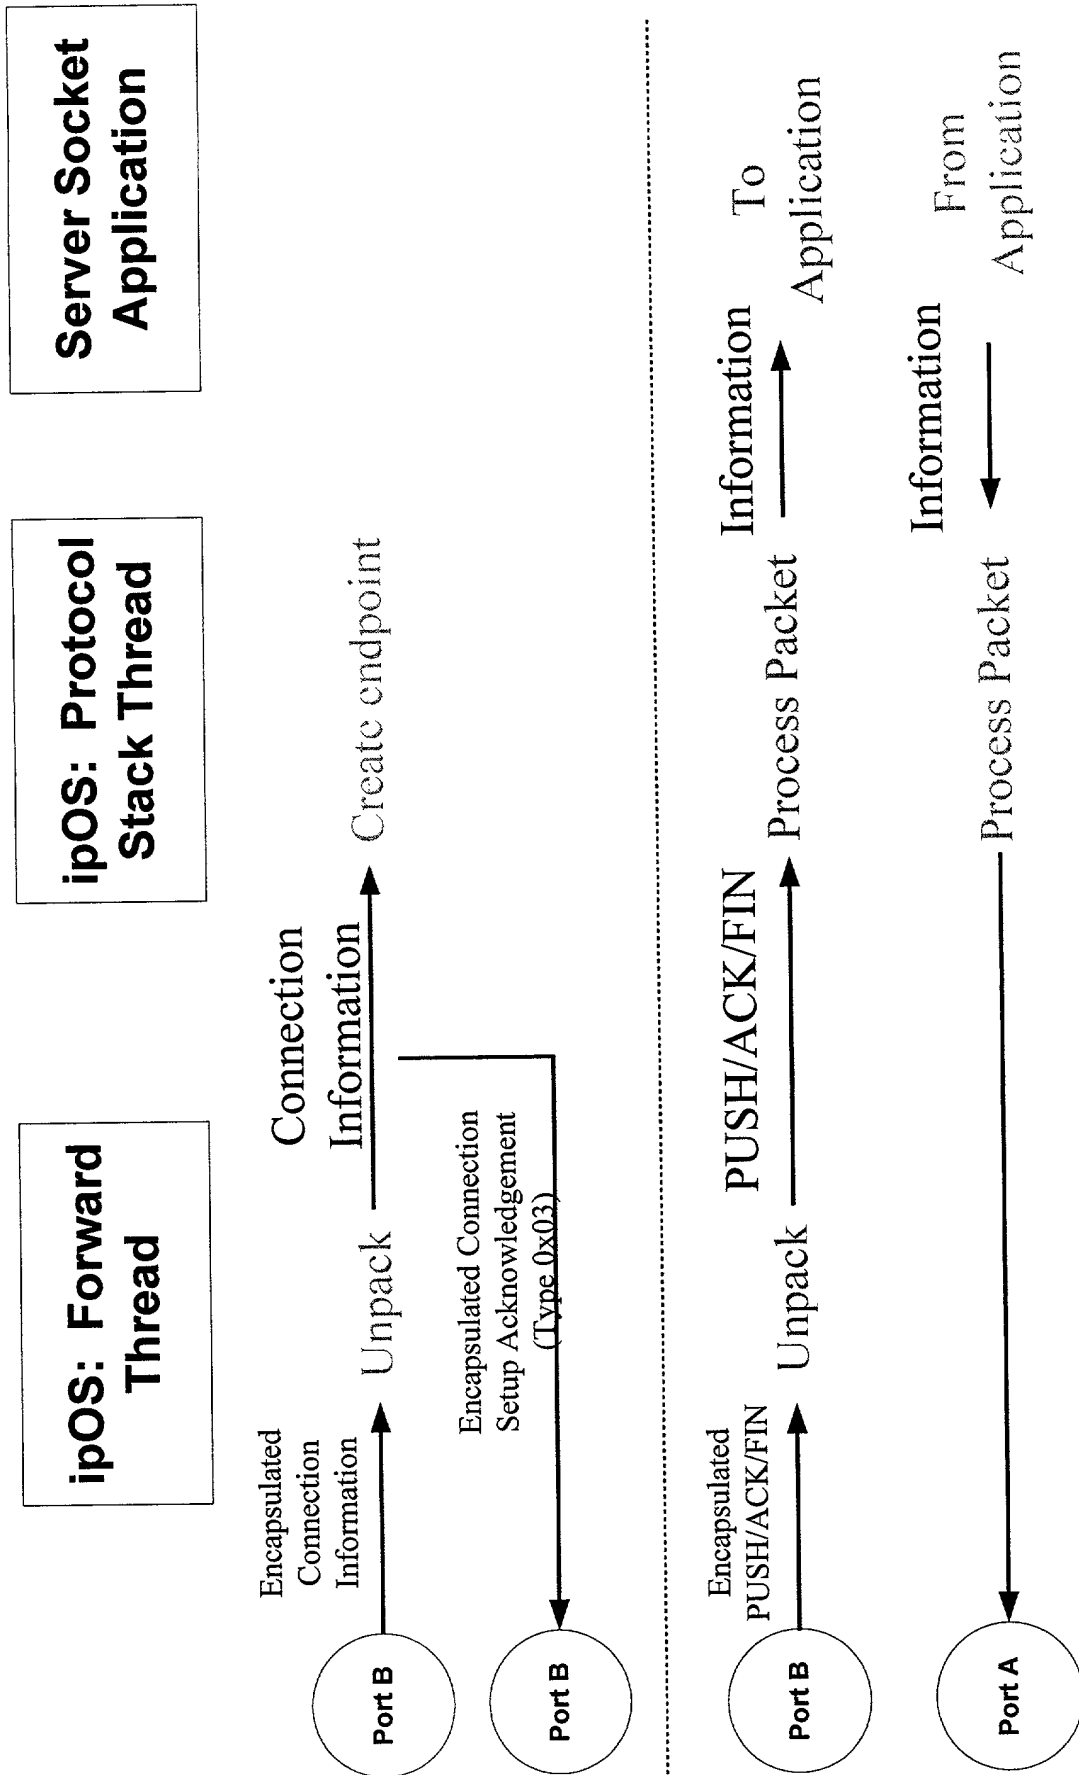 ipOS: Forward
Thread
ipOS: Protocol
Stack Thread
Server Socket
Application
Port B
Encapsulated
Connection
Information
Unpack
Connection
Information
Create endpoint
Port B
Encapsulated Connection
Setup Acknowledgement
(Type 0x03)
Port B
Encapsulated
PUSH/ACK/FIN
Unpack
PUSH/ACK/FIN
Process Packet
Information
To
Application
Port A
Process Packet
Information
From
Application